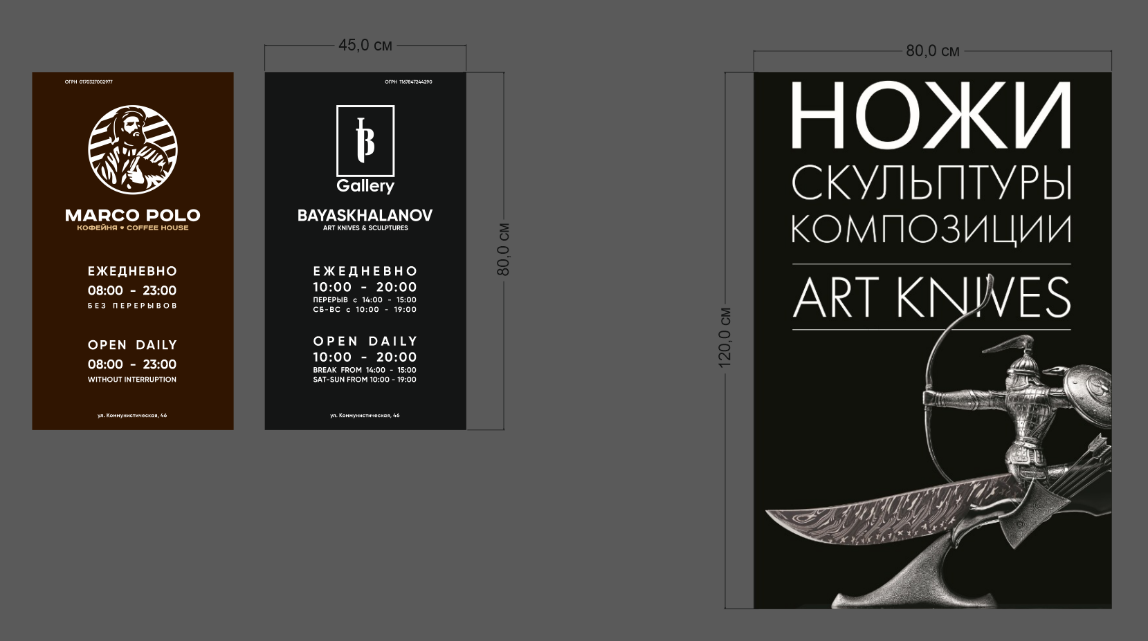 ОГРН
MARCO POLO
КОФЕЙНЯ • COFFEE HOUSE
ЕЖЕДНЕВНО
08:00 - 23:00
БЕЗ ПЕРЕРЫВОВ
OPEN DAILY
08:00 - 23:00
WITHOUT INTERRUPTION
ул. Коммунистическая, 46
45,0 см
ОГРН
B
Gallery
BAYASKHALANOV
ART KNIVES & SCULPTURES
ЕЖЕДНЕВНО
10:00 - 20:00
ПЕРЕРЫВ с 14:00 - 15:00
СБ-ВС с 10:00 - 19:00
OPEN DAILY
10:00 - 20:00
BREAK FROM 14:00 - 15:00
SAT-SUN FROM 10:00 - 19:00
ул. Коммунистическая, 46
80,0 см
80,0 см
НОЖИ
СКУЛЬПТУРЫ
КОМПОЗИЦИИ
ART KNIVES
120,0 см